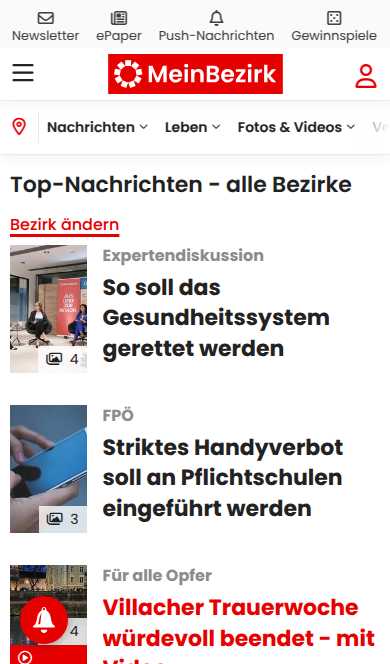 Newsletter ePaper Push-Nachrichten Gewinnspiele
MeinBezirk
Nachrichten Leben Fotos & Videos
Top-Nachrichten - alle Bezirke
Bezirk ändern
Expertendiskussion
So soll das
Gesundheitssystem
gerettet werden
4
FPÖ
Striktes Handyverbot
soll an Pflichtschulen
eingeführt werden
3
Für alle Opfer
Villacher Trauerwoche
würdevoll beendet - mit
4